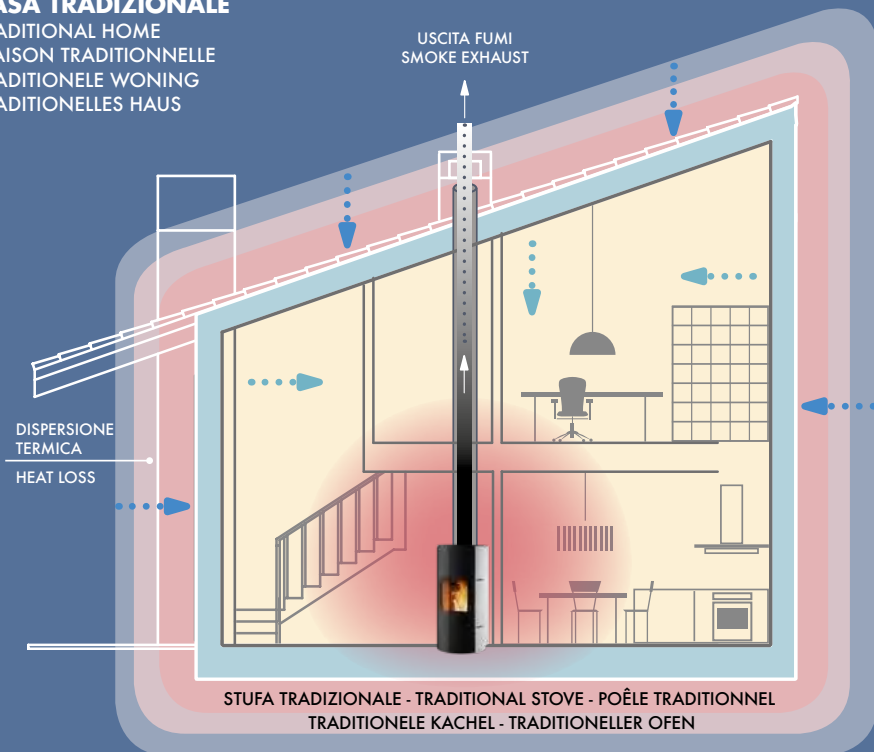 ASA TRADIZIONALE
ADITIONAL HOME
AISON TRADITIONNELLE
ADITIONELE WONING
ADITIONELLES HAUS
USCITA FUMI
SMOKE EXHAUST
DISPERSIONE
TERMICA
HEAT LOSS
STUFA TRADIZIONALE - TRADITIONAL STOVE - POÊLE TRADITIONNEL
TRADITIONELE KACHEL - TRADITIONELLER OFEN